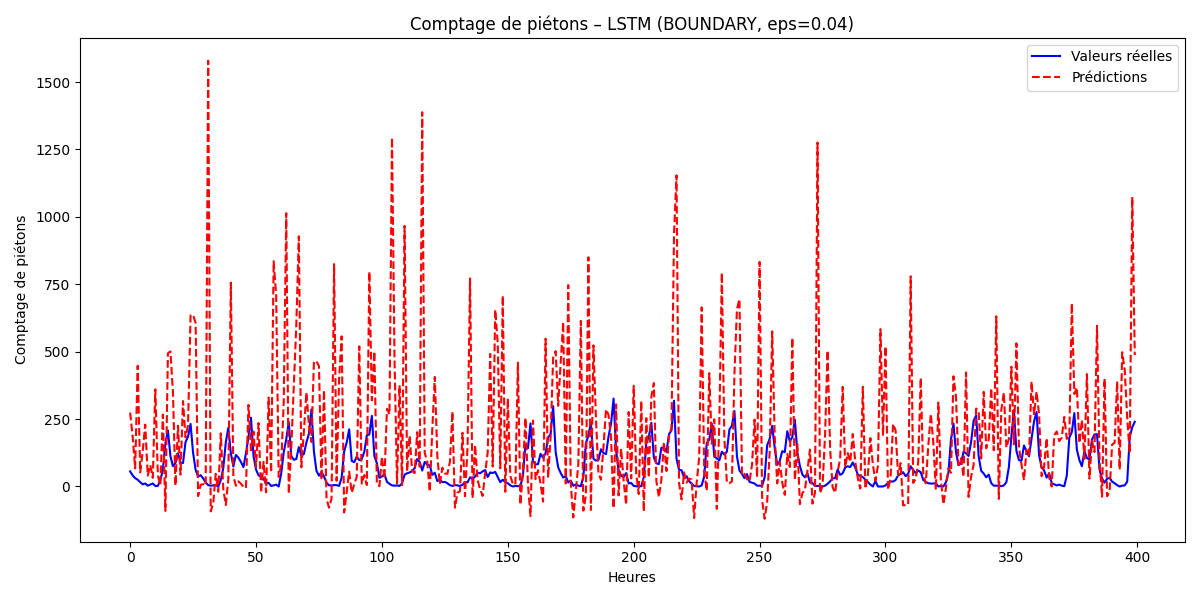 Comptage de piétons – LSTM (BOUNDARY, eps=0.04)
Valeurs réelles
Prédictions
Comptage de piétons
1500
1250
1000
750
500
250
0
0 50 100 150 200 250 300 350 400
Heures